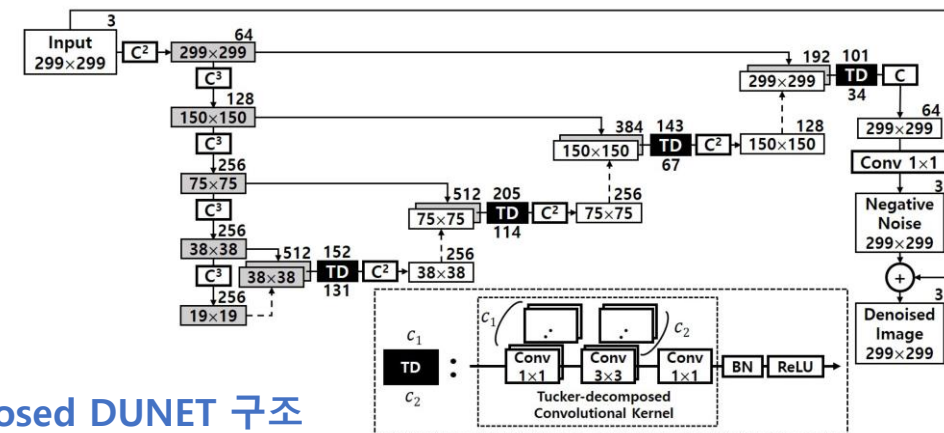 3
Input
299×299
C²
64
299×299
C³
128
150×150
C³
256
75×75
C³
256
38×38
C³
256
19×19
512
38×38
152
TD
131
C²
256
38×38
512
75×75
205
TD
114
C²
256
75×75
384
150×150
143
TD
67
C²
128
150×150
192
299×299
101
TD
34
C
64
299×299
Conv 1×1
3
Negative
Noise
299×299
+
3
Denoised
Image
299×299
c₁
TD
c₂
:
c₁
c₂
Conv
1×1
Conv
3×3
Conv
1×1
BN
ReLU
Tucker-decomposed
Convolutional Kernel
osed DUNET 구조